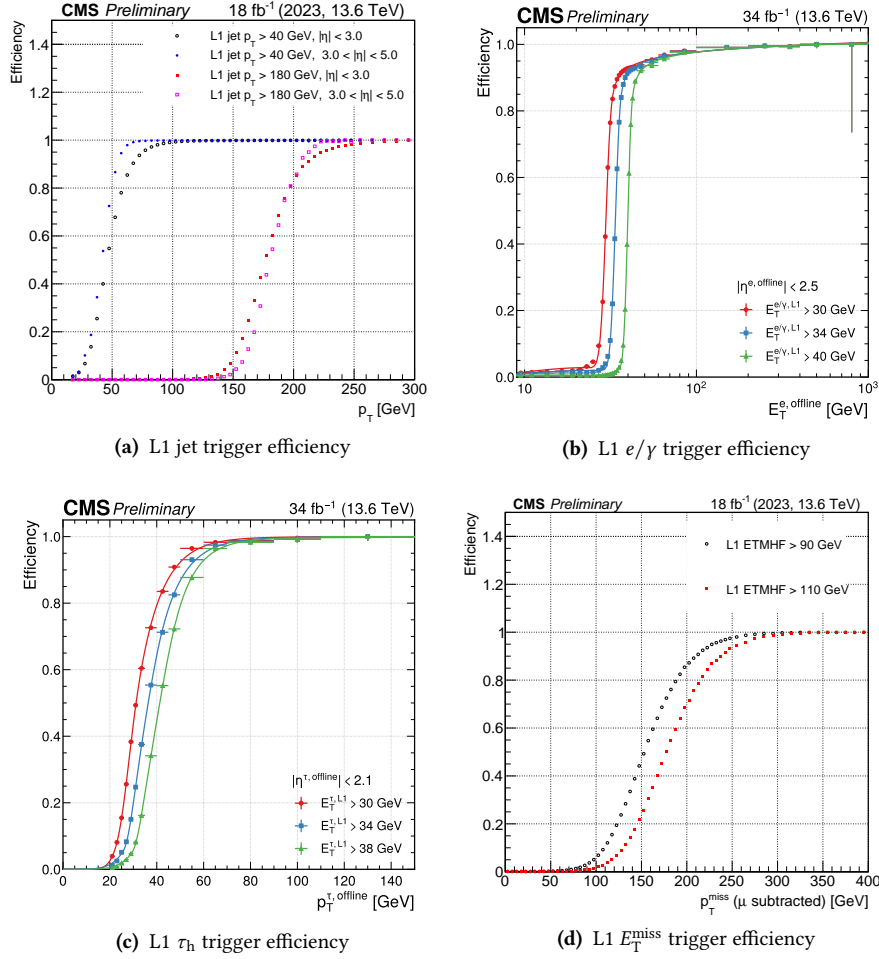 CMS Preliminary 18 fb⁻¹ (2023, 13.6 TeV)
Efficiency
1.4
1.2
1
0.8
0.6
0.4
0.2
0
L1 jet p_T > 40 GeV, |η| < 3.0
L1 jet p_T > 40 GeV, 3.0 < |η| < 5.0
L1 jet p_T > 180 GeV, |η| < 3.0
L1 jet p_T > 180 GeV, 3.0 < |η| < 5.0
0 50 100 150 200 250 300
p_T [GeV]
(a) L1 jet trigger efficiency
CMS Preliminary 34 fb⁻¹ (13.6 TeV)
Efficiency
1.0
0.8
0.6
0.4
0.2
0.0
|η^{e, offline}| < 2.5
E_T^{e/γ, L1} > 30 GeV
E_T^{e/γ, L1} > 34 GeV
E_T^{e/γ, L1} > 40 GeV
10 10² 10³
E_T^{e, offline} [GeV]
(b) L1 e/γ trigger efficiency
CMS Preliminary 34 fb⁻¹ (13.6 TeV)
Efficiency
1.0
0.8
0.6
0.4
0.2
0.0
|η^{τ, offline}| < 2.1
E_T^{τ, L1} > 30 GeV
E_T^{τ, L1} > 34 GeV
E_T^{τ, L1} > 38 GeV
0 20 40 60 80 100 120 140
p_T^{τ, offline} [GeV]
(c) L1 τ_h trigger efficiency
CMS Preliminary 18 fb⁻¹ (2023, 13.6 TeV)
Efficiency
1.4
1.2
1
0.8
0.6
0.4
0.2
0
L1 ETMHF > 90 GeV
L1 ETMHF > 110 GeV
0 50 100 150 200 250 300 350 400
p_T^{miss} (μ subtracted) [GeV]
(d) L1 E_T^{miss} trigger efficiency